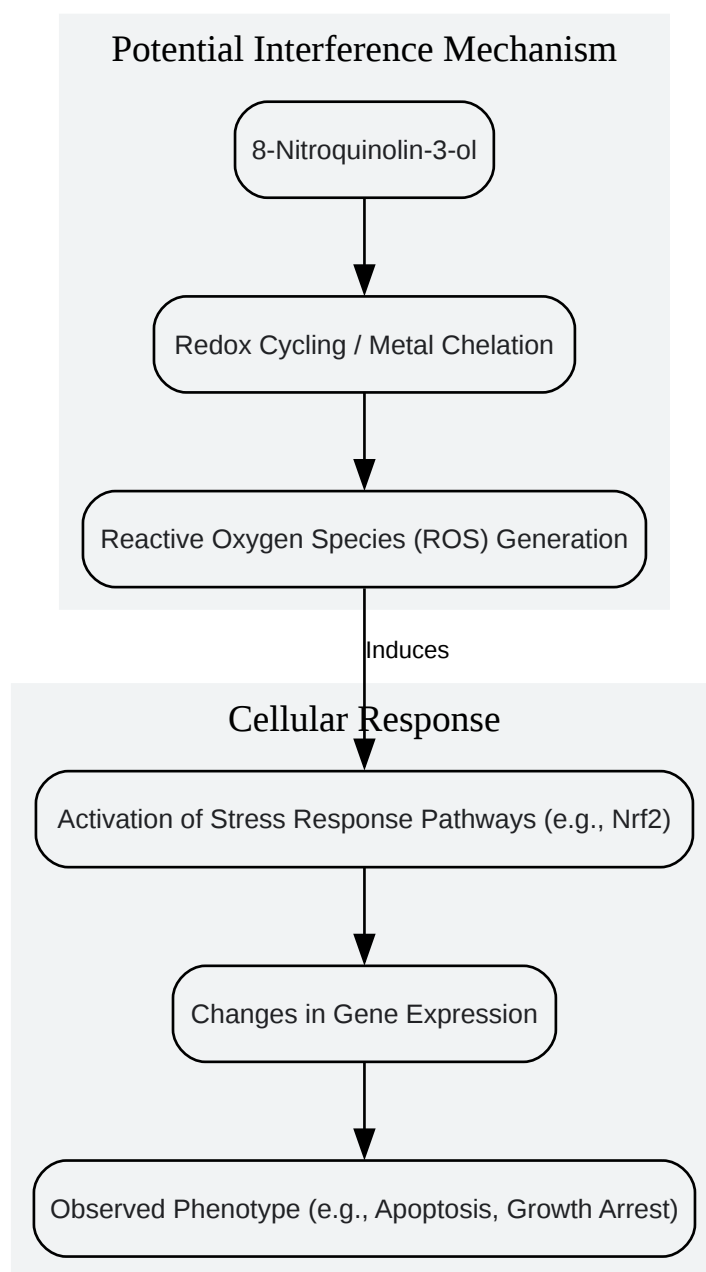 Potential Interference Mechanism
8-Nitroquinolin-3-ol
Redox Cycling / Metal Chelation
Reactive Oxygen Species (ROS) Generation
Induces
Cellular Response
Activation of Stress Response Pathways (e.g., Nrf2)
Changes in Gene Expression
Observed Phenotype (e.g., Apoptosis, Growth Arrest)